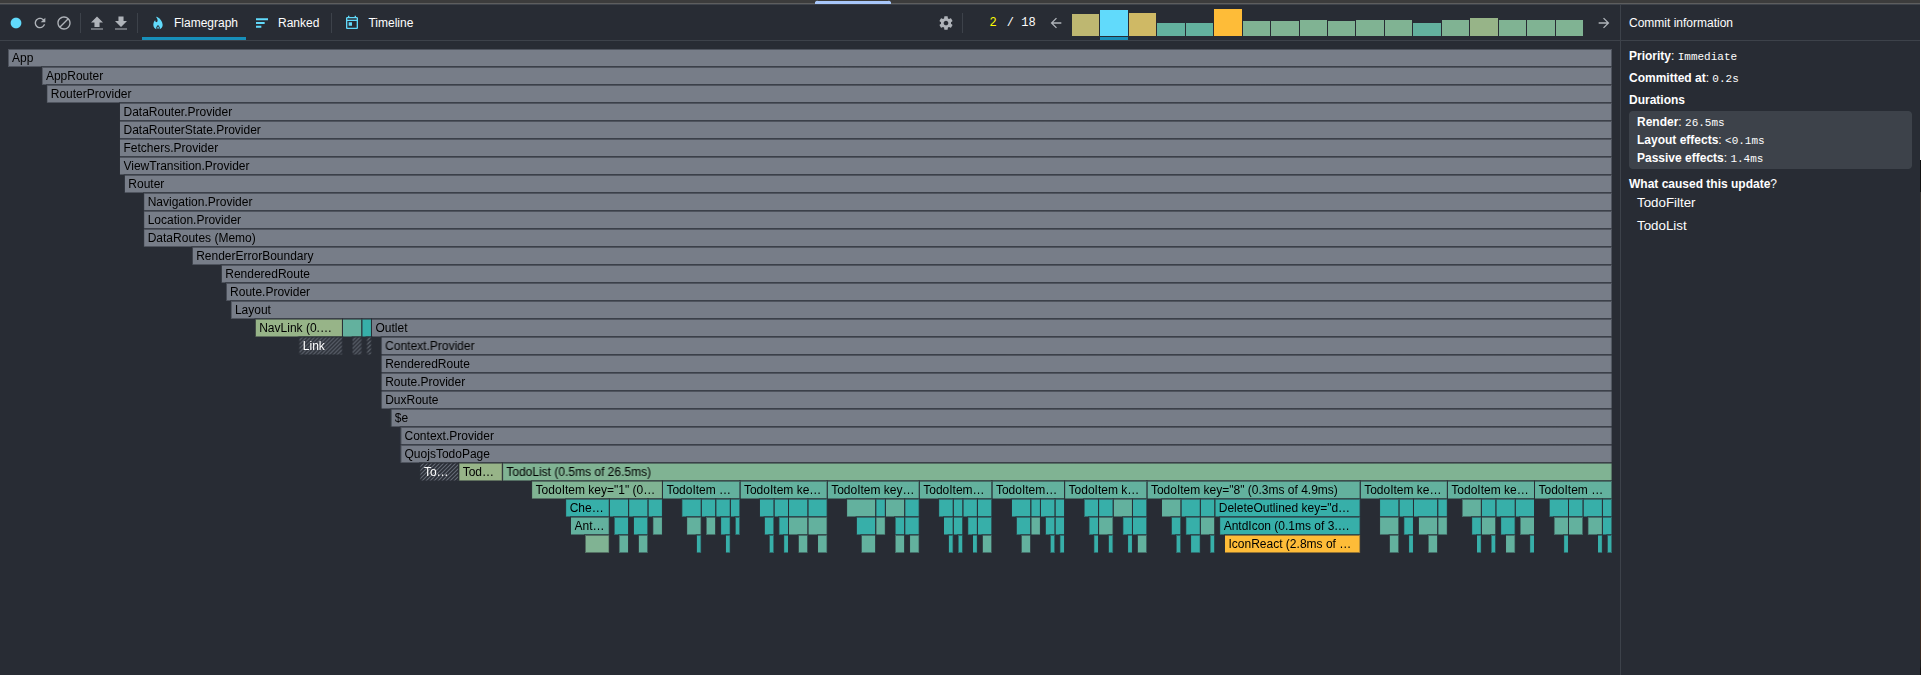 Flamegraph Ranked Timeline 2 / 18 Commit information
App
AppRouter
RouterProvider
DataRouter.Provider
DataRouterState.Provider
Fetchers.Provider
ViewTransition.Provider
Router
Navigation.Provider
Location.Provider
DataRoutes (Memo)
RenderErrorBoundary
RenderedRoute
Route.Provider
Layout
NavLink (0.… Outlet
Link Context.Provider
RenderedRoute
Route.Provider
DuxRoute
$e
Context.Provider
QuojsTodoPage
To… Tod… TodoList (0.5ms of 26.5ms)
TodoItem key="1" (0… TodoItem … TodoItem ke… TodoItem key… TodoItem… TodoItem… TodoItem k… TodoItem key="8" (0.3ms of 4.9ms) TodoItem ke… TodoItem ke… TodoItem …
Che… DeleteOutlined key="d…
Ant… AntdIcon (0.1ms of 3.…
IconReact (2.8ms of …
Priority: Immediate
Committed at: 0.2s
Durations
Render: 26.5ms
Layout effects: <0.1ms
Passive effects: 1.4ms
What caused this update?
TodoFilter
TodoList